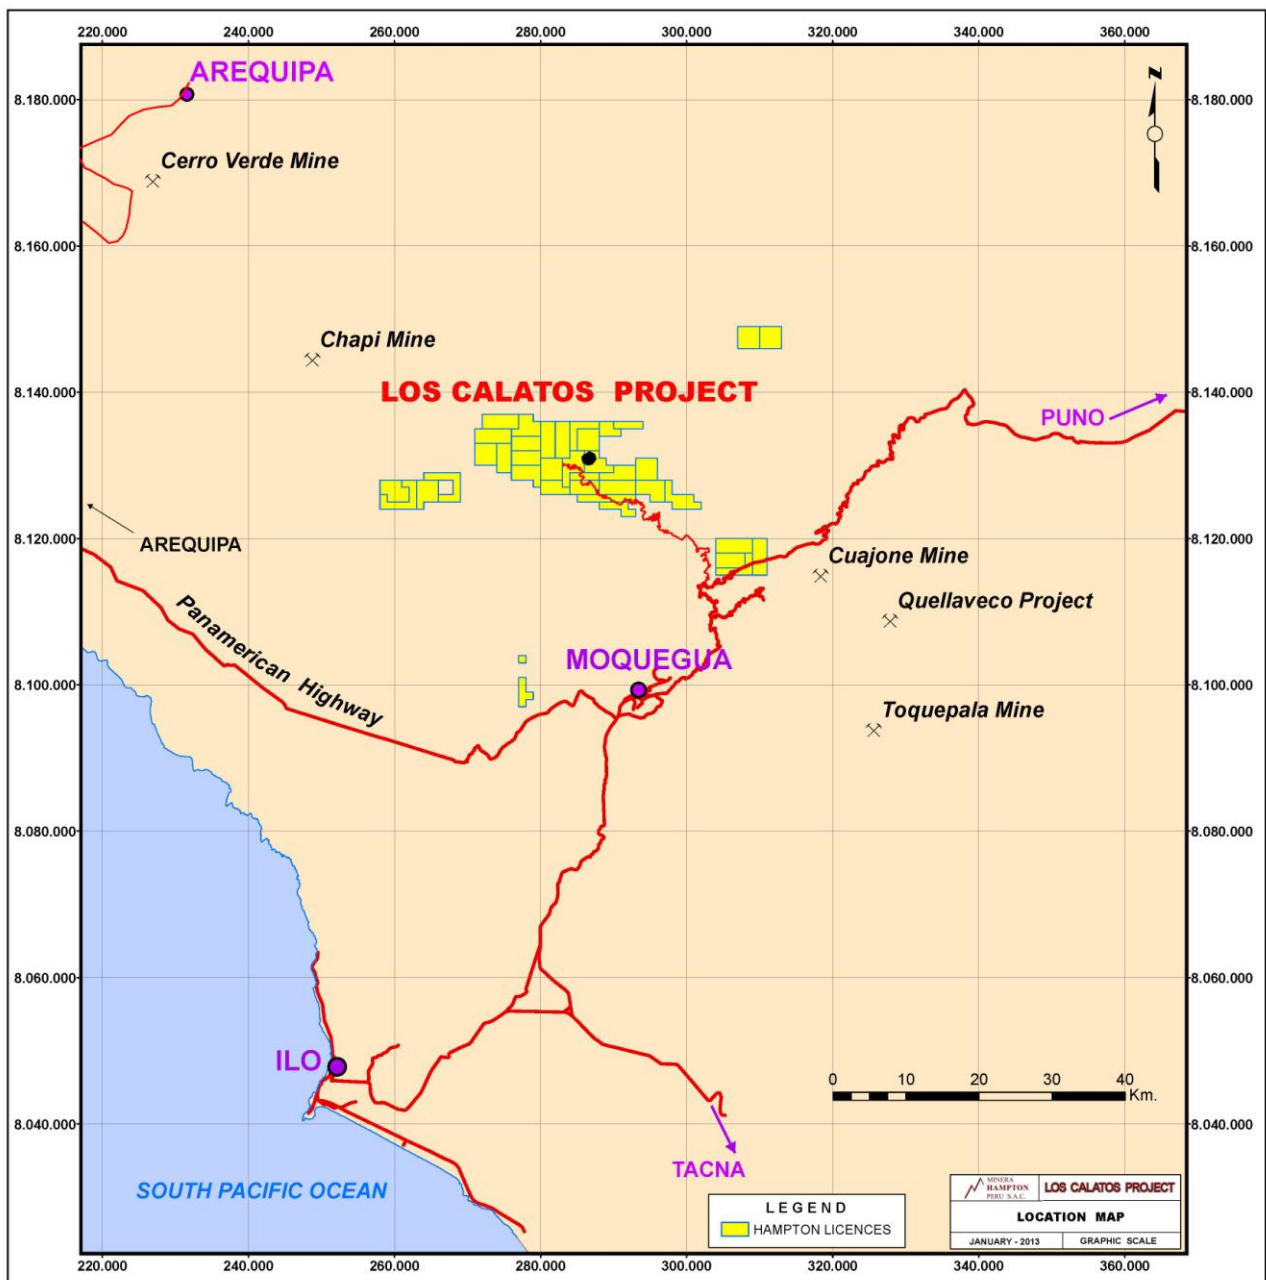 220.000 240.000 260.000 280.000 300.000 320.000 340.000 360.000
AREQUIPA
8.180.000 8.180.000
Cerro Verde Mine
8.160.000 8.160.000
Chapi Mine
LOS CALATOS PROJECT
8.140.000 8.140.000
PUNO
AREQUIPA
8.120.000 8.120.000
Cuajone Mine
Quellaveco Project
Panamerican Highway
MOQUEGUA
8.100.000 8.100.000
Toquepala Mine
8.080.000 8.080.000
8.060.000 8.060.000
ILO
0 10 20 30 40
Km.
8.040.000 8.040.000
TACNA
SOUTH PACIFIC OCEAN
LEGEND
HAMPTON LICENCES
MINERA
HAMPTON
PERU S.A.C.
LOS CALATOS PROJECT
LOCATION MAP
JANUARY - 2013 GRAPHIC SCALE
220.000 240.000 260.000 280.000 300.000 320.000 340.000 360.000
N